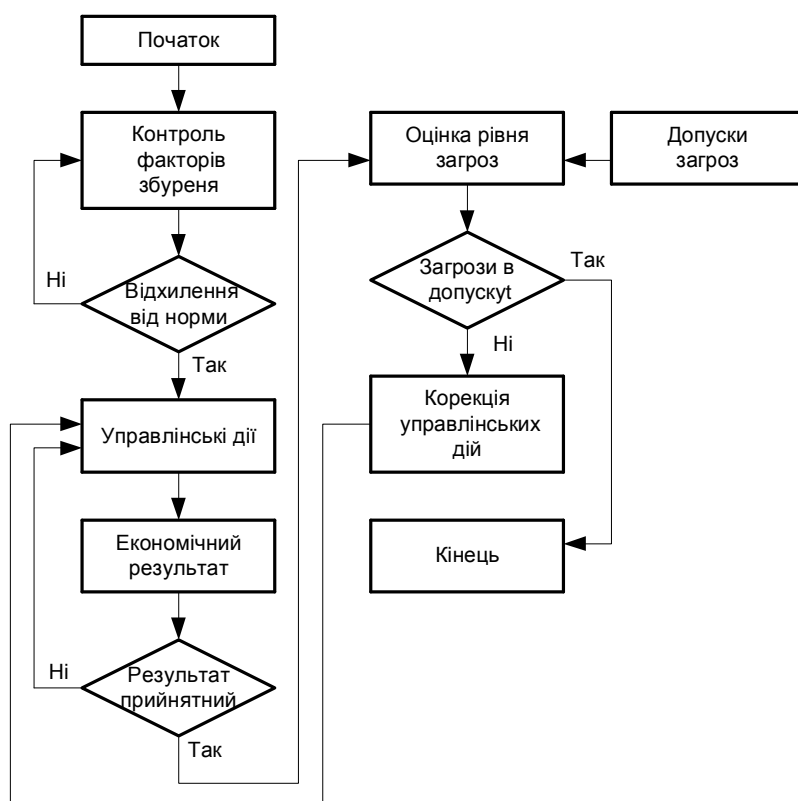 Початок
Контроль
факторів
збуреня
Ні
Відхилення
від норми
Так
Управлінські дії
Економічний
результат
Ні
Результат
прийнятний
Так
Оцінка рівня
загроз
Допуски
загроз
Загрози в
допускуt
Так
Ні
Корекція
управлінських
дій
Кінець